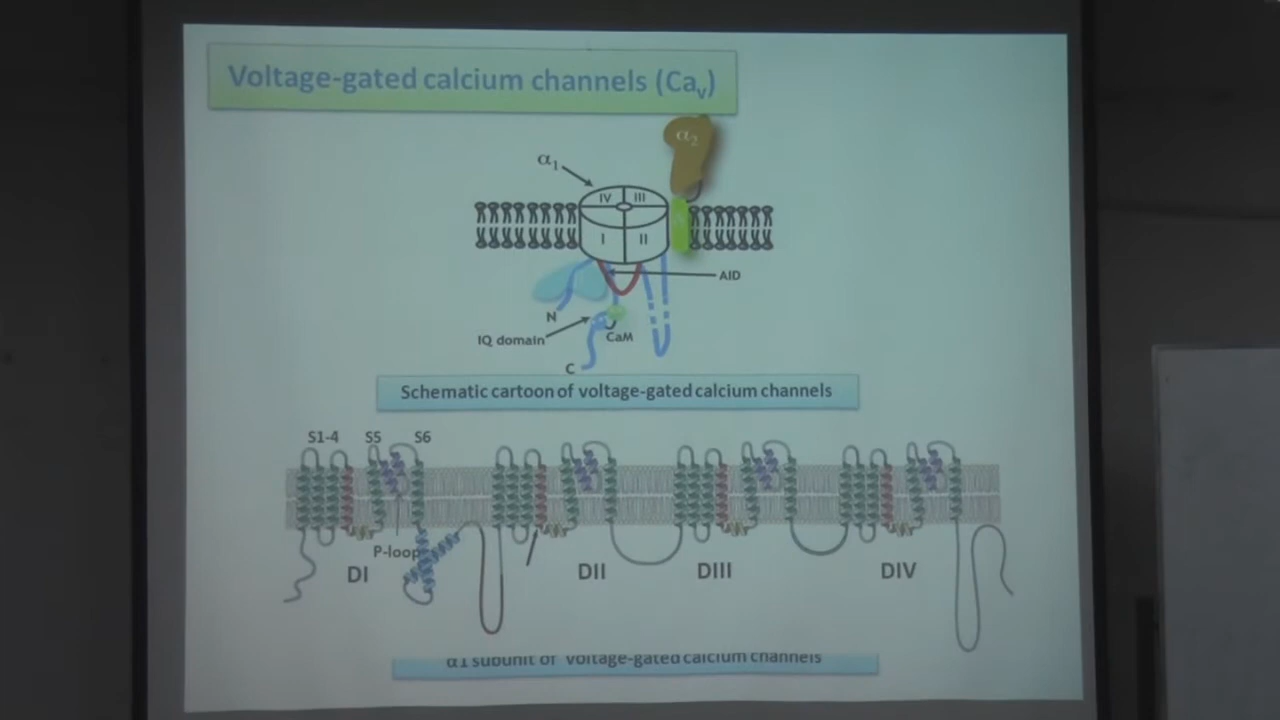 Voltage-gated calcium channels (Cav)
α2
α1
IV III
I II
AID
N
IQ domain
CaM
C
Schematic cartoon of voltage-gated calcium channels
S1-4 S5 S6
P-loop
DI DII DIII DIV
α1 subunit of voltage-gated calcium channels